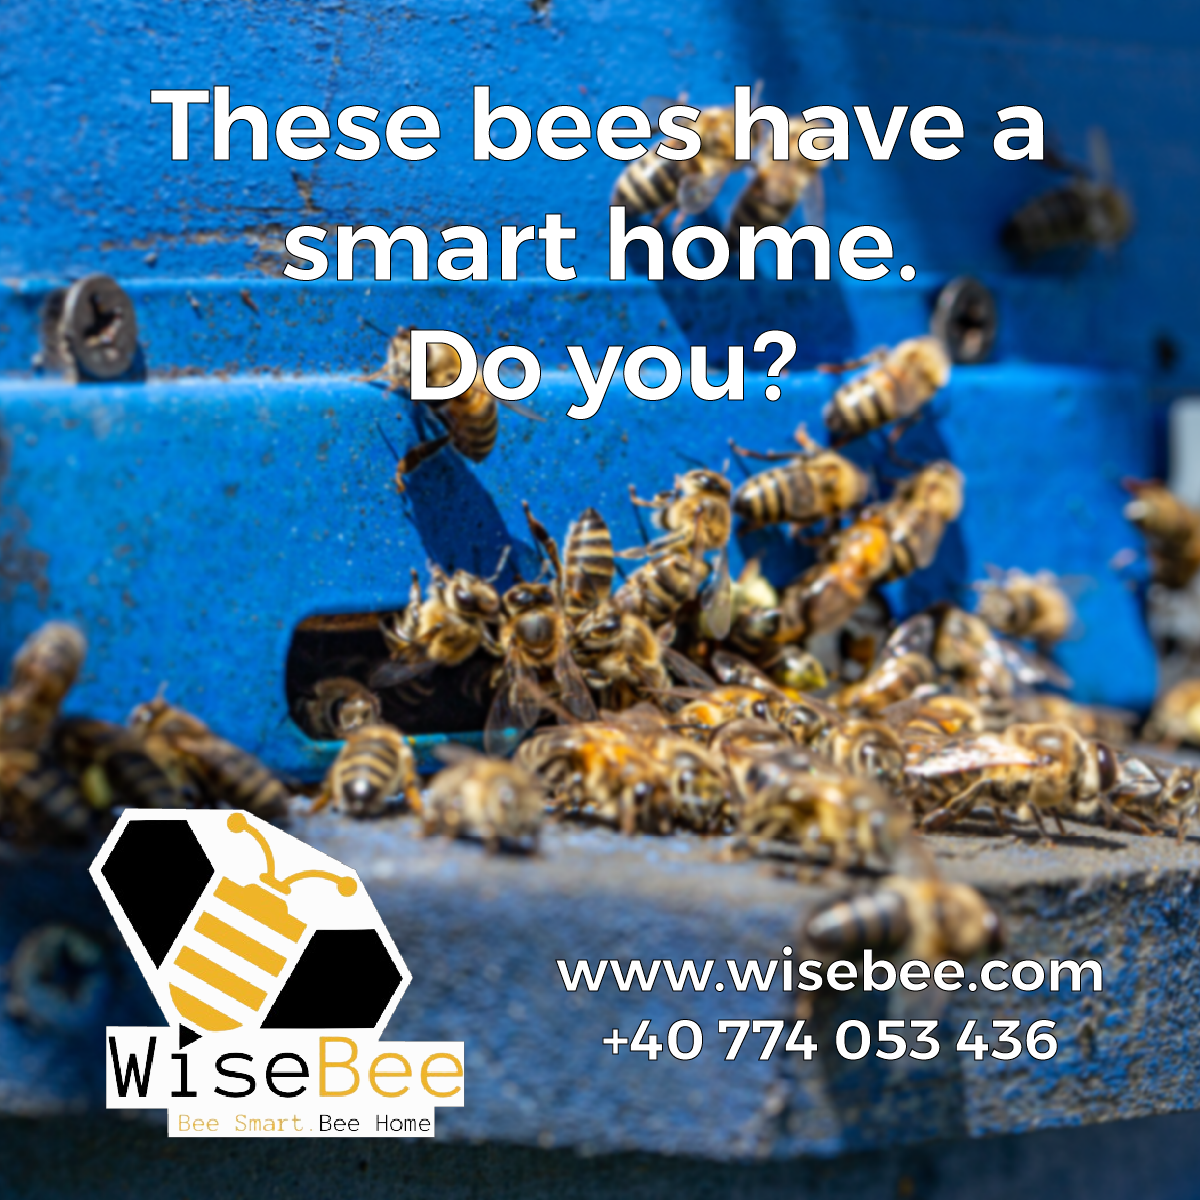 These bees have a
smart home.
Do you?
www.wisebee.com
+40 774 053 436
WiseBee
Bee Smart.Bee Home